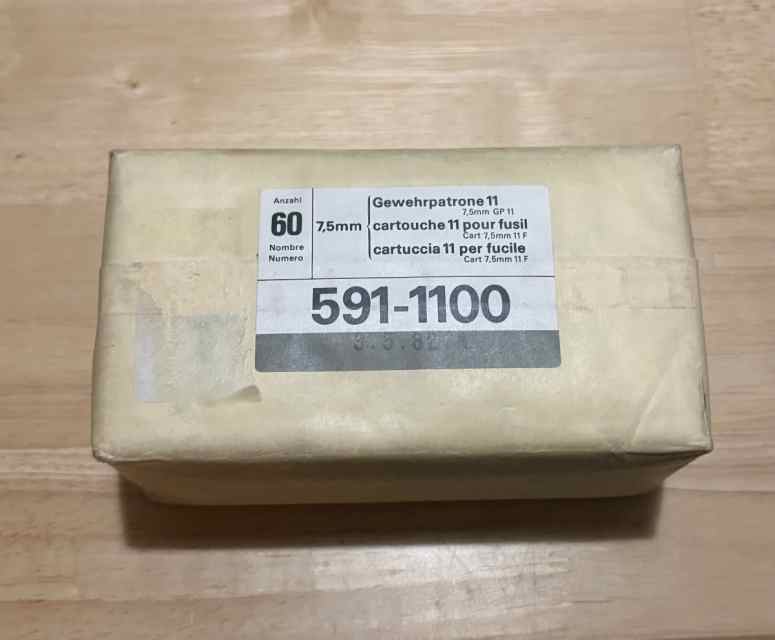 Anzahl
60
Nombre
Numero
7,5mm
Gewehrpatrone 11
7,5mm GP 11
cartouche 11 pour fusil
Cart 7,5mm 11 F
cartuccia 11 per fucile
Cart 7,5mm 11 F
591-1100